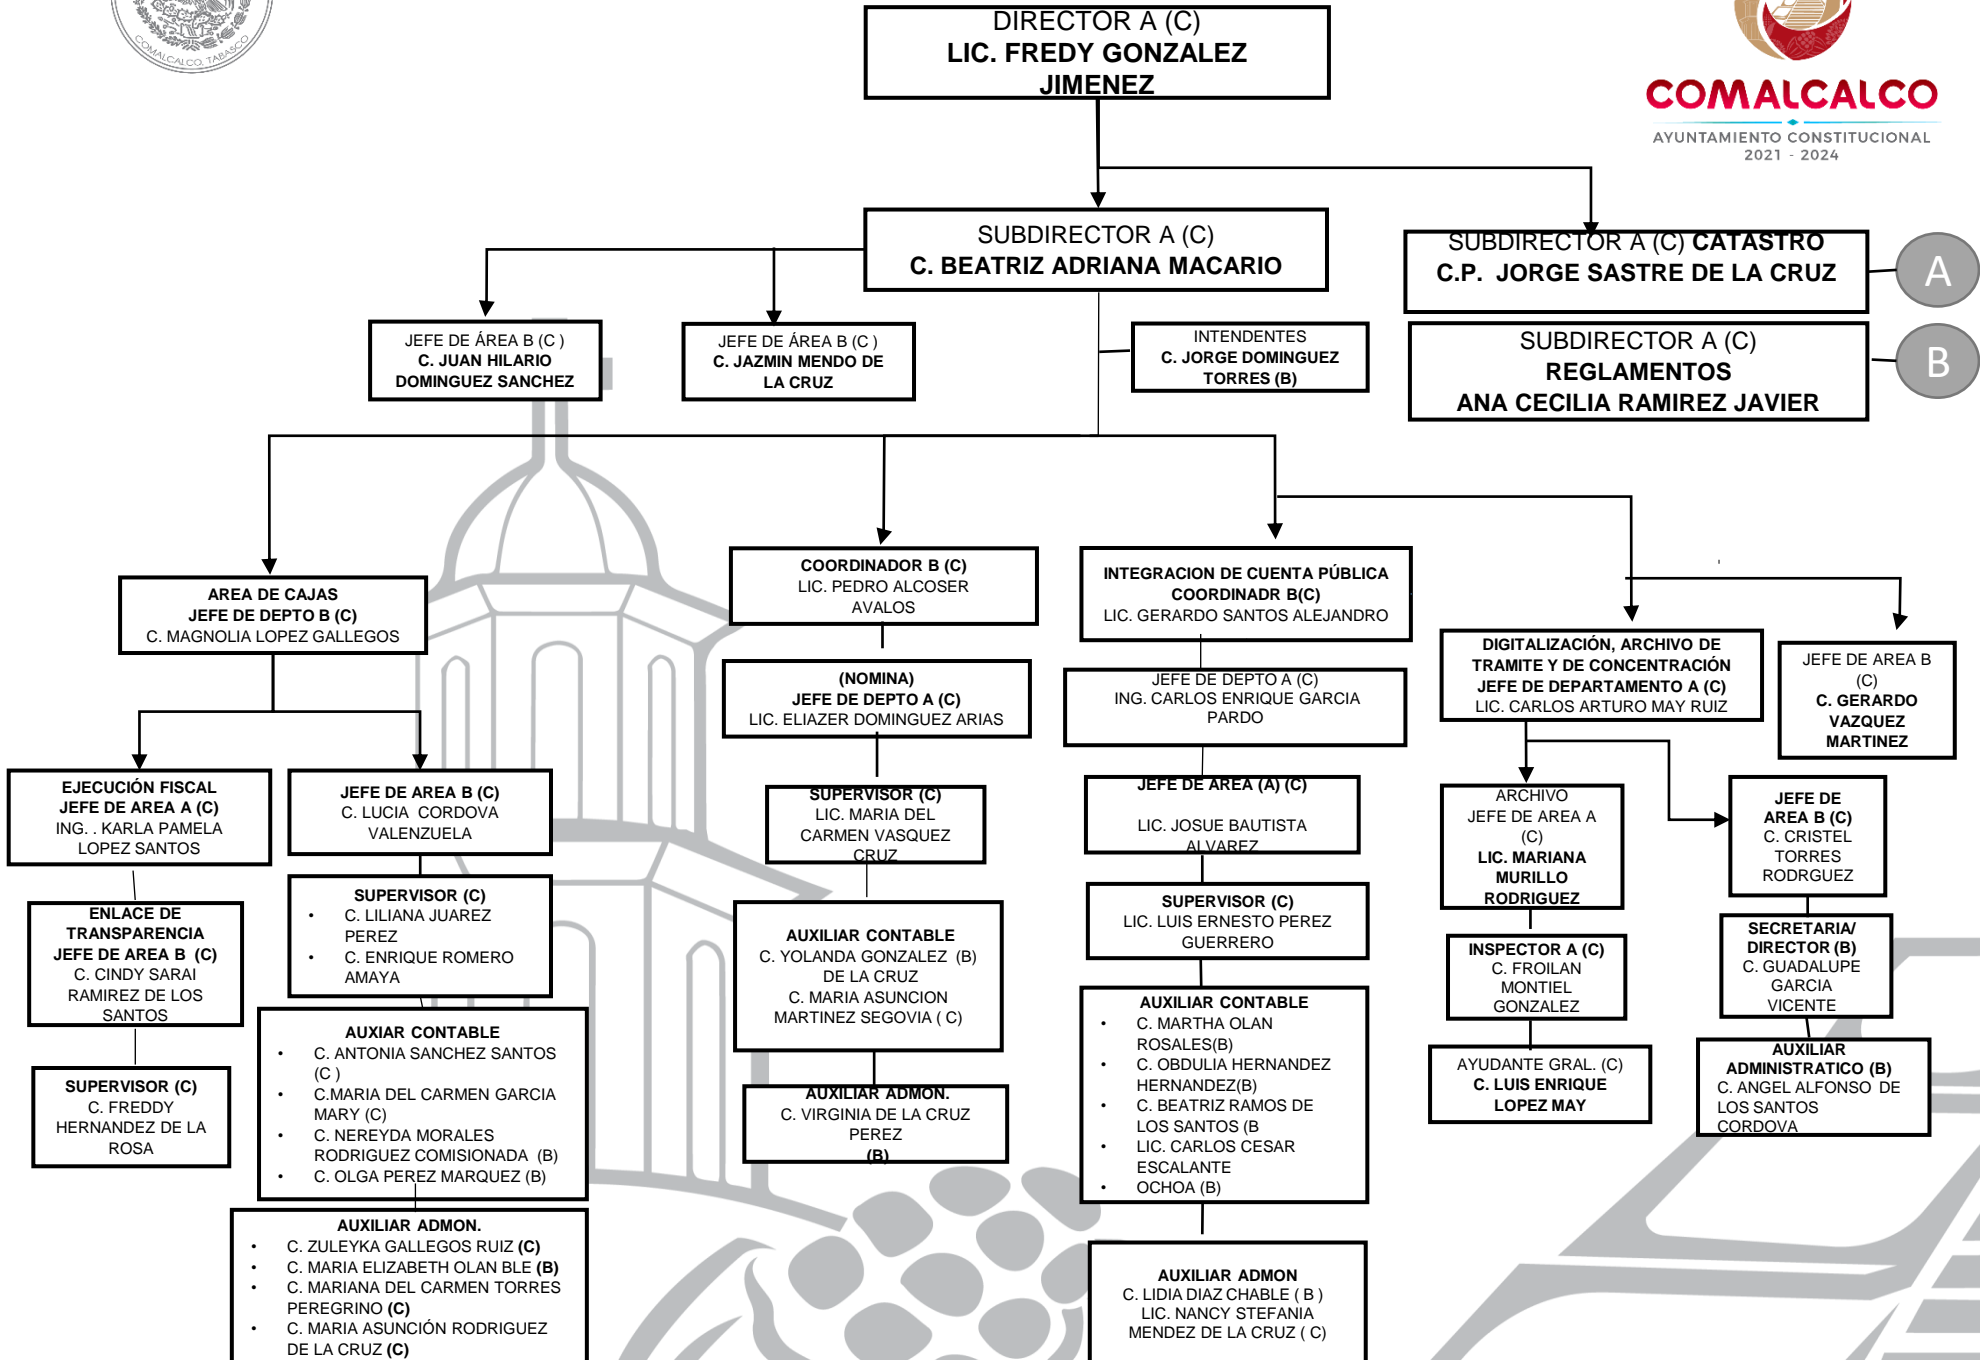 COMALCALCO, TABASCO
DIRECTOR A (C)
LIC. FREDY GONZALEZ
JIMENEZ
COMALCALCO
AYUNTAMIENTO CONSTITUCIONAL
2021 - 2024
SUBDIRECTOR A (C)
C. BEATRIZ ADRIANA MACARIO
SUBDIRECTOR A (C) CATASTRO
C.P. JORGE SASTRE DE LA CRUZ
A
JEFE DE ÁREA B (C )
C. JUAN HILARIO
DOMINGUEZ SANCHEZ
JEFE DE ÁREA B (C )
C. JAZMIN MENDO DE
LA CRUZ
INTENDENTES
C. JORGE DOMINGUEZ
TORRES (B)
SUBDIRECTOR A (C)
REGLAMENTOS
ANA CECILIA RAMIREZ JAVIER
B
AREA DE CAJAS
JEFE DE DEPTO B (C)
C. MAGNOLIA LOPEZ GALLEGOS
COORDINADOR B (C)
LIC. PEDRO ALCOSER
AVALOS
INTEGRACION DE CUENTA PÚBLICA
COORDINADR B(C)
LIC. GERARDO SANTOS ALEJANDRO
DIGITALIZACIÓN, ARCHIVO DE
TRAMITE Y DE CONCENTRACIÓN
JEFE DE DEPARTAMENTO A (C)
LIC. CARLOS ARTURO MAY RUIZ
JEFE DE AREA B
(C)
C. GERARDO
VAZQUEZ
MARTINEZ
(NOMINA)
JEFE DE DEPTO A (C)
LIC. ELIAZER DOMINGUEZ ARIAS
JEFE DE DEPTO A (C)
ING. CARLOS ENRIQUE GARCIA
PARDO
EJECUCIÓN FISCAL
JEFE DE AREA A (C)
ING. . KARLA PAMELA
LOPEZ SANTOS
JEFE DE AREA B (C)
C. LUCIA CORDOVA
VALENZUELA
SUPERVISOR (C)
LIC. MARIA DEL
CARMEN VASQUEZ
CRUZ
JEFE DE AREA (A) (C)
LIC. JOSUE BAUTISTA
ALVAREZ
ARCHIVO
JEFE DE AREA A
(C)
LIC. MARIANA
MURILLO
RODRIGUEZ
JEFE DE
AREA B (C)
C. CRISTEL
TORRES
RODRGUEZ
ENLACE DE
TRANSPARENCIA
JEFE DE AREA B (C)
C. CINDY SARAI
RAMIREZ DE LOS
SANTOS
SUPERVISOR (C)
• C. LILIANA JUAREZ
PEREZ
• C. ENRIQUE ROMERO
AMAYA
AUXILIAR CONTABLE
C. YOLANDA GONZALEZ (B)
DE LA CRUZ
C. MARIA ASUNCION
MARTINEZ SEGOVIA ( C)
SUPERVISOR (C)
LIC. LUIS ERNESTO PEREZ
GUERRERO
INSPECTOR A (C)
C. FROILAN
MONTIEL
GONZALEZ
SECRETARIA/
DIRECTOR (B)
C. GUADALUPE
GARCIA
VICENTE
SUPERVISOR (C)
C. FREDDY
HERNANDEZ DE LA
ROSA
AUXIAR CONTABLE
• C. ANTONIA SANCHEZ SANTOS
(C )
• C.MARIA DEL CARMEN GARCIA
MARY (C)
• C. NEREYDA MORALES
RODRIGUEZ COMISIONADA (B)
• C. OLGA PEREZ MARQUEZ (B)
AUXILIAR ADMON.
C. VIRGINIA DE LA CRUZ
PEREZ
(B)
AUXILIAR CONTABLE
• C. MARTHA OLAN
ROSALES(B)
• C. OBDULIA HERNANDEZ
HERNANDEZ(B)
• C. BEATRIZ RAMOS DE
LOS SANTOS (B
• LIC. CARLOS CESAR
ESCALANTE
• OCHOA (B)
AYUDANTE GRAL. (C)
C. LUIS ENRIQUE
LOPEZ MAY
AUXILIAR
ADMINISTRATICO (B)
C. ANGEL ALFONSO DE
LOS SANTOS
CORDOVA
AUXILIAR ADMON.
• C. ZULEYKA GALLEGOS RUIZ (C)
• C. MARIA ELIZABETH OLAN BLE (B)
• C. MARIANA DEL CARMEN TORRES
PEREGRINO (C)
• C. MARIA ASUNCIÓN RODRIGUEZ
DE LA CRUZ (C)
AUXILIAR ADMON
C. LIDIA DIAZ CHABLE ( B )
LIC. NANCY STEFANIA
MENDEZ DE LA CRUZ ( C)